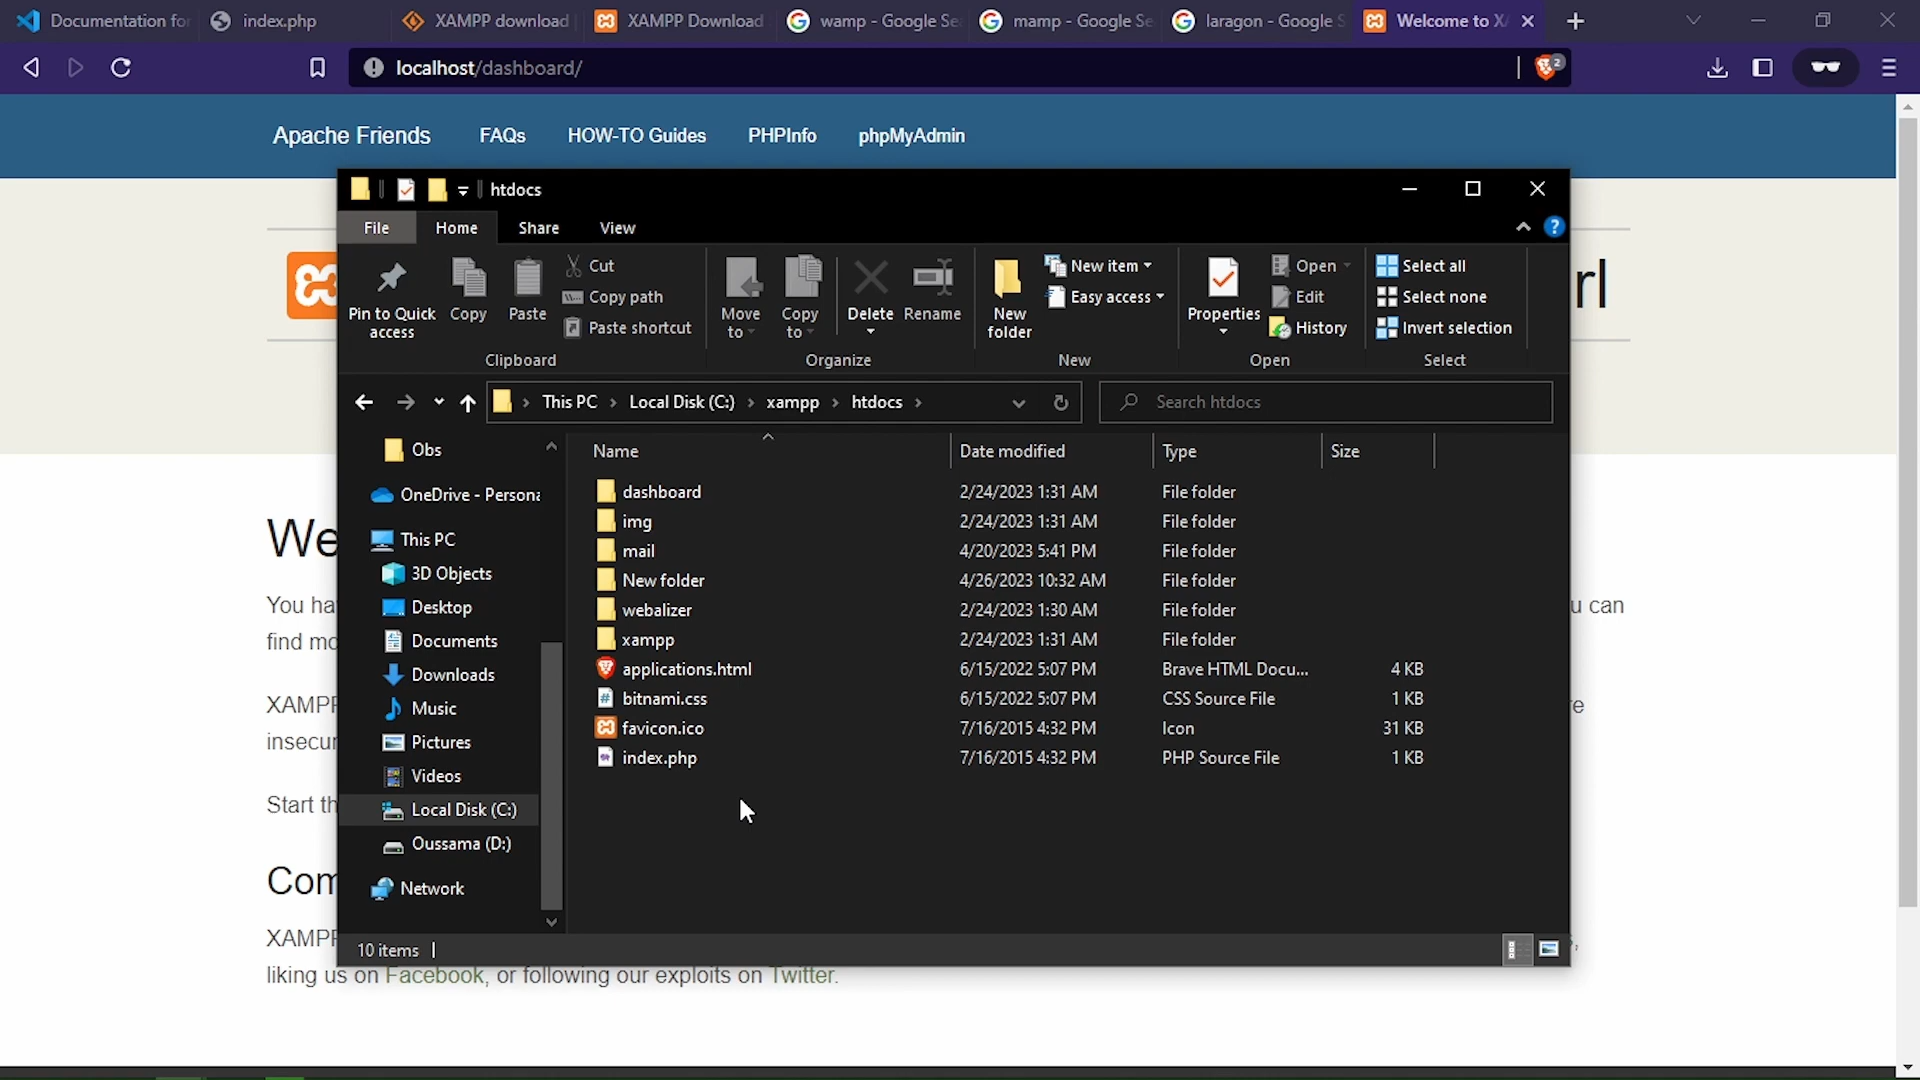 Documentation for
index.php
XAMPP download
XAMPP Download
wamp - Google Se
mamp - Google Se
laragon - Google S
Welcome to XA
localhost/dashboard/
2
Apache Friends
FAQs
HOW-TO Guides
PHPInfo
phpMyAdmin
htdocs
File
Home
Share
View
Pin to Quick
access
Copy
Paste
Cut
Copy path
Paste shortcut
Clipboard
Move
to
Copy
to
Delete
Rename
Organize
New
folder
New item
Easy access
New
Properties
Open
Edit
History
Open
Select all
Select none
Invert selection
Select
This PC > Local Disk (C:) > xampp > htdocs >
Search htdocs
Obs
OneDrive - Persona
This PC
3D Objects
Desktop
Documents
Downloads
Music
Pictures
Videos
Local Disk (C:)
Oussama (D:)
Network
Name Date modified Type Size
dashboard 2/24/2023 1:31 AM File folder
img 2/24/2023 1:31 AM File folder
mail 4/20/2023 5:41 PM File folder
New folder 4/26/2023 10:32 AM File folder
webalizer 2/24/2023 1:30 AM File folder
xampp 2/24/2023 1:31 AM File folder
applications.html 6/15/2022 5:07 PM Brave HTML Docu... 4 KB
bitnami.css 6/15/2022 5:07 PM CSS Source File 1 KB
favicon.ico 7/16/2015 4:32 PM Icon 31 KB
index.php 7/16/2015 4:32 PM PHP Source File 1 KB
10 items
rl
We
You ha
u can
find mo
XAMPP
re
insecur
Start th
Com
XAMPP
liking us on Facebook, or following our exploits on Twitter.